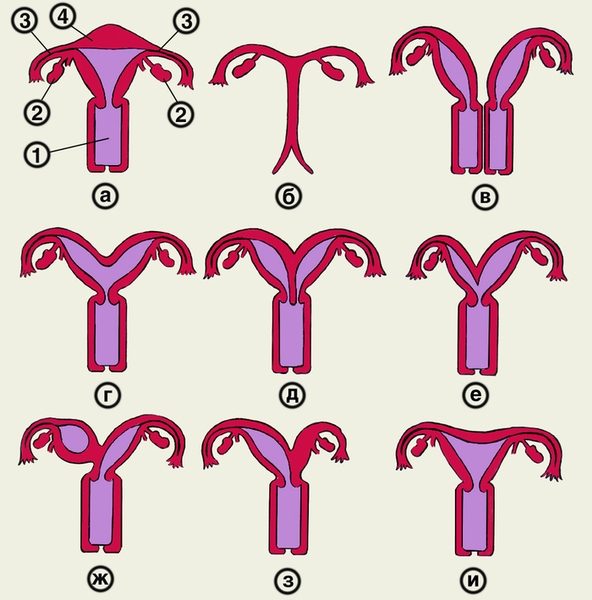 3 4 3
2 2
1
а б в
г д е
ж з и